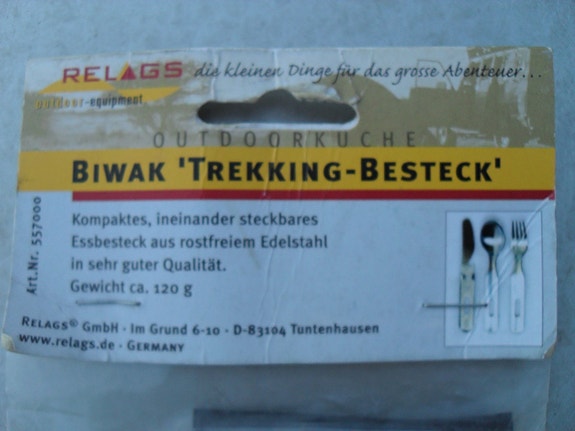 RELAGS die kleinen Dinge für das grosse Abenteuer...
outdoor-equipment
OUTDOORKÜCHE
BIWAK 'TREKKING-BESTECK'
Kompaktes, ineinander steckbares
Essbesteck aus rostfreiem Edelstahl
in sehr guter Qualität.
Gewicht ca. 120 g
Art.Nr. 557000
RELAGS® GMBH · IM GRUND 6-10 · D-83104 TUNTENHAUSEN
www.relags.de · GERMANY